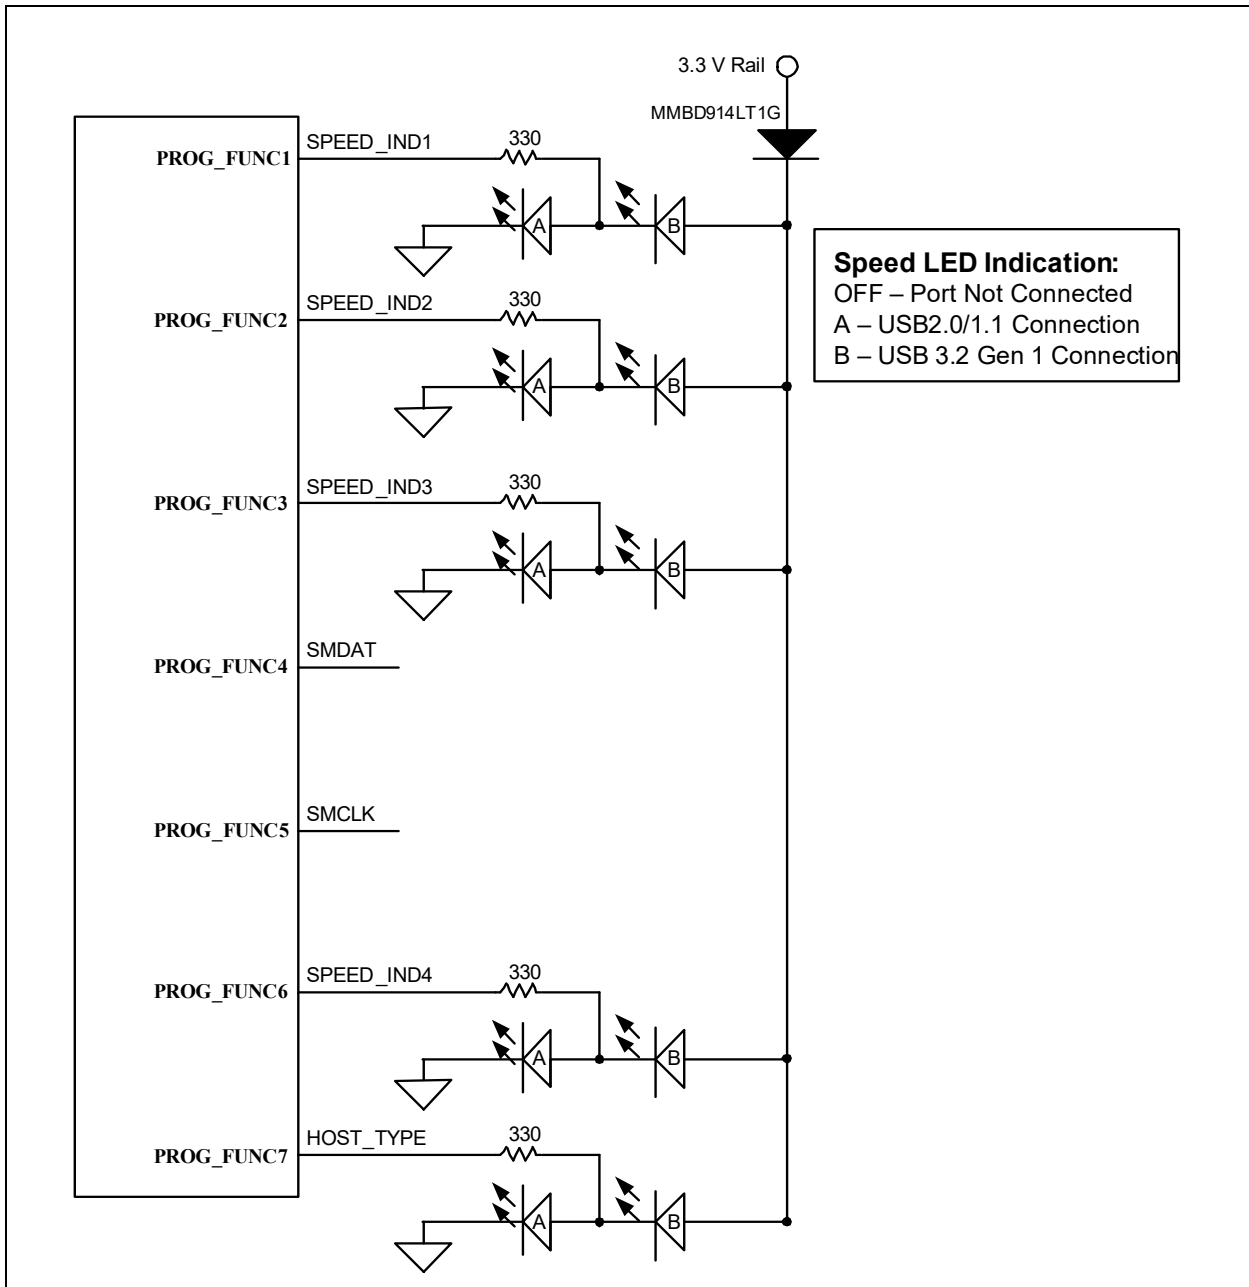 3.3 V Rail
MMBD914LT1G
PROG_FUNC1
SPEED_IND1
330
A
B
Speed LED Indication:
OFF – Port Not Connected
A – USB2.0/1.1 Connection
B – USB 3.2 Gen 1 Connection
PROG_FUNC2
SPEED_IND2
330
A
B
PROG_FUNC3
SPEED_IND3
330
A
B
PROG_FUNC4
SMDAT
PROG_FUNC5
SMCLK
PROG_FUNC6
SPEED_IND4
330
A
B
PROG_FUNC7
HOST_TYPE
330
A
B